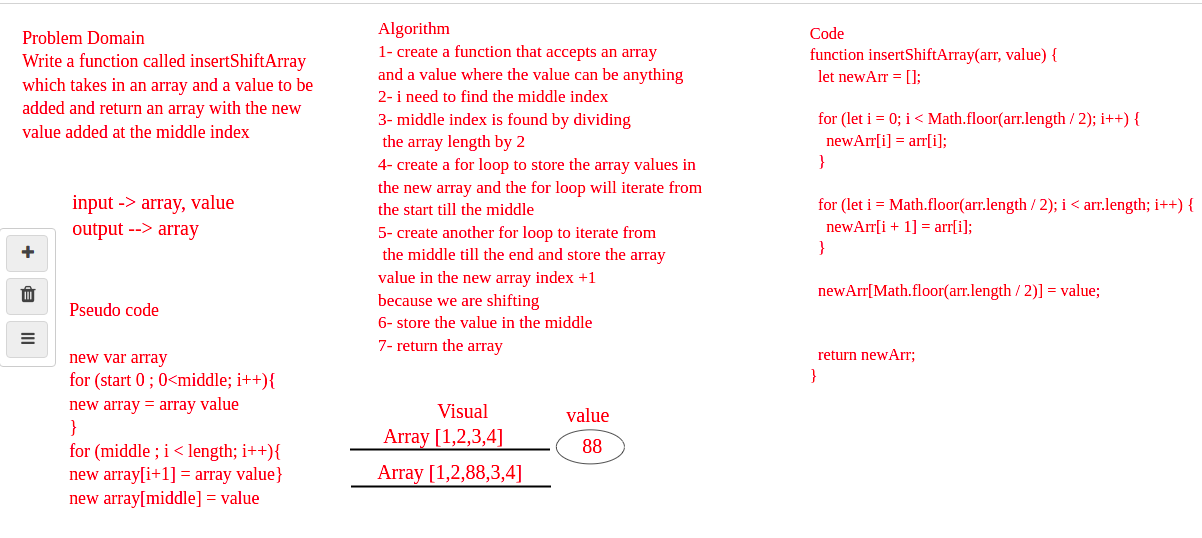 Problem Domain
Write a function called insertShiftArray
which takes in an array and a value to be
added and return an array with the new
value added at the middle index
input -> array, value
output --> array
Pseudo code
new var array
for (start 0 ; 0<middle; i++){
new array = array value
}
for (middle ; i < length; i++){
new array[i+1] = array value}
new array[middle] = value
Algorithm
1- create a function that accepts an array
and a value where the value can be anything
2- i need to find the middle index
3- middle index is found by dividing
the array length by 2
4- create a for loop to store the array values in
the new array and the for loop will iterate from
the start till the middle
5- create another for loop to iterate from
the middle till the end and store the array
value in the new array index +1
because we are shifting
6- store the value in the middle
7- return the array
Visual
Array [1,2,3,4]
Array [1,2,88,3,4]
value
88
Code
function insertShiftArray(arr, value) {
let newArr = [];
for (let i = 0; i < Math.floor(arr.length / 2); i++) {
newArr[i] = arr[i];
}
for (let i = Math.floor(arr.length / 2); i < arr.length; i++) {
newArr[i + 1] = arr[i];
}
newArr[Math.floor(arr.length / 2)] = value;
return newArr;
}